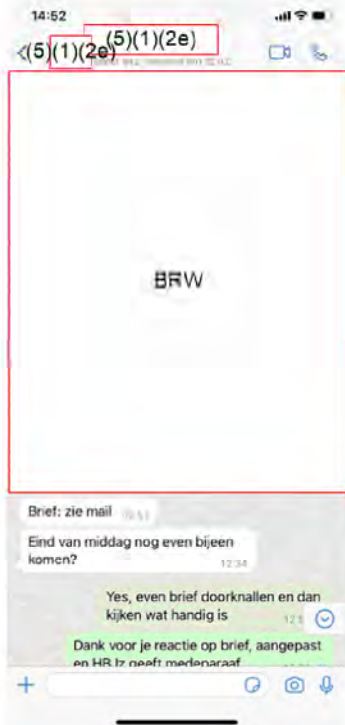 14:52
(5)(1)(2e)
(5)(1)(2e)
BRW
Brief: zie mail
Eind van middag nog even bijeen
komen?
12:34
Yes, even brief doorknallen en dan
kijken wat handig is
Dank voor je reactie op brief, aangepast
en HBJz geeft medeparaaf